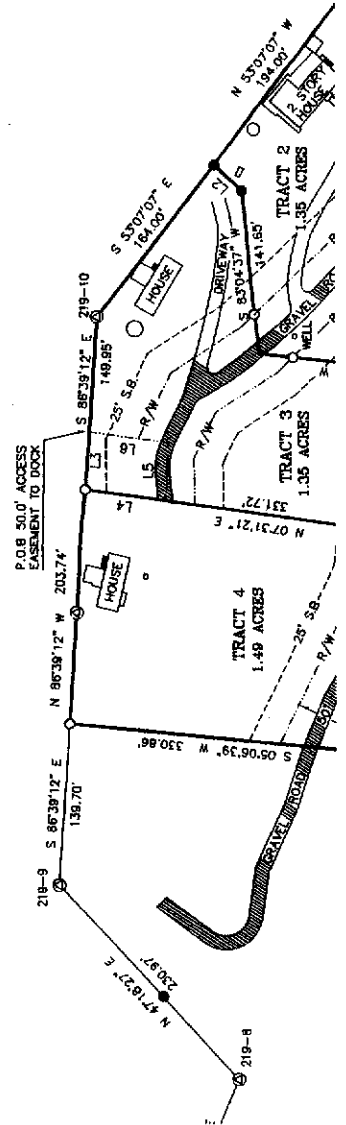 219-8
N 47°18'27" E
230.97'
219-9
S 86°39'12" E
139.70'
GRAVEL ROAD
50'
S 05°06'39" W 330.86'
N 86°39'12" W 203.74'
HOUSE
TRACT 4
1.49 ACRES
25' S.B.
R/W
P.O.B 50.0' ACCESS
EASEMENT TO DOCK
L3
L4
L5
L6
N 07°31'21" E 331.72'
S 86°39'12" E
149.95'
219-10
25' S.B.
R/W
R/W
TRACT 3
1.35 ACRES
S 53°07'07" E
164.00'
HOUSE
DRIVEWAY
S 83°04'37" W
141.65'
GRAVEL
WELL
W
N 53°07'07" W
194.00'
2 STORY
HOUSE
TRACT 2
1.35 ACRES